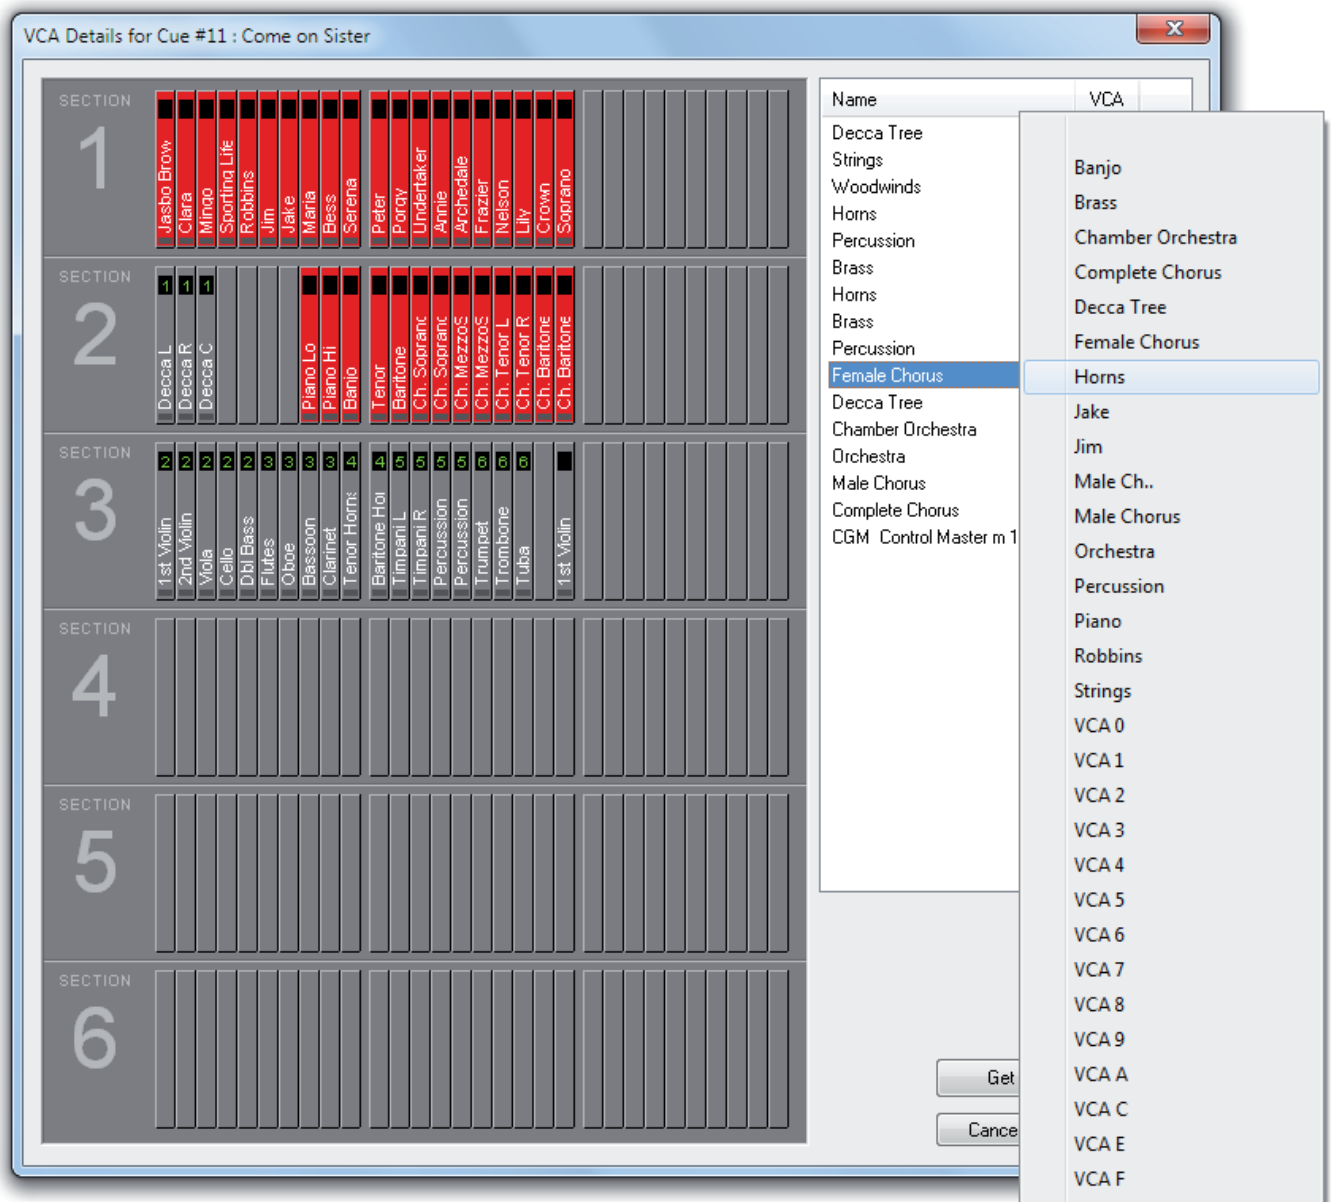 VCA Details for Cue #11 : Come on Sister
SECTION
1
Jasbo Brow
Clara
Mingo
Sporting Life
Robbins
Jim
Jake
Maria
Bess
Serena
Peter
Porgy
Undertaker
Annie
Archedale
Frazier
Nelson
Lily
Crown
Soprano
SECTION
2
1 1 1
Decca L
Decca R
Decca C
Piano Lo
Piano Hi
Banjo
Tenor
Baritone
Ch. Sopranc
Ch. Sopranc
Ch. MezzoS
Ch. MezzoS
Ch. Tenor L
Ch. Tenor R
Ch. Baritone
Ch. Baritone
SECTION
3
2 2 2 2 2 3 3 3 3 4 4 5 5 5 5 6 6 6
1st Violin
2nd Violin
Viola
Cello
Dbl Bass
Flutes
Oboe
Bassoon
Clarinet
Tenor Horns
Baritone Hor
Timpani L
Timpani R
Percussion
Percussion
Trumpet
Trombone
Tuba
1st Violin
SECTION
4
SECTION
5
SECTION
6
Name VCA
Decca Tree
Strings
Woodwinds
Horns
Percussion
Brass
Horns
Brass
Percussion
Female Chorus
Decca Tree
Chamber Orchestra
Orchestra
Male Chorus
Complete Chorus
CGM Control Master m 1
Get
Cance
Banjo
Brass
Chamber Orchestra
Complete Chorus
Decca Tree
Female Chorus
Horns
Jake
Jim
Male Ch..
Male Chorus
Orchestra
Percussion
Piano
Robbins
Strings
VCA 0
VCA 1
VCA 2
VCA 3
VCA 4
VCA 5
VCA 6
VCA 7
VCA 8
VCA 9
VCA A
VCA C
VCA E
VCA F